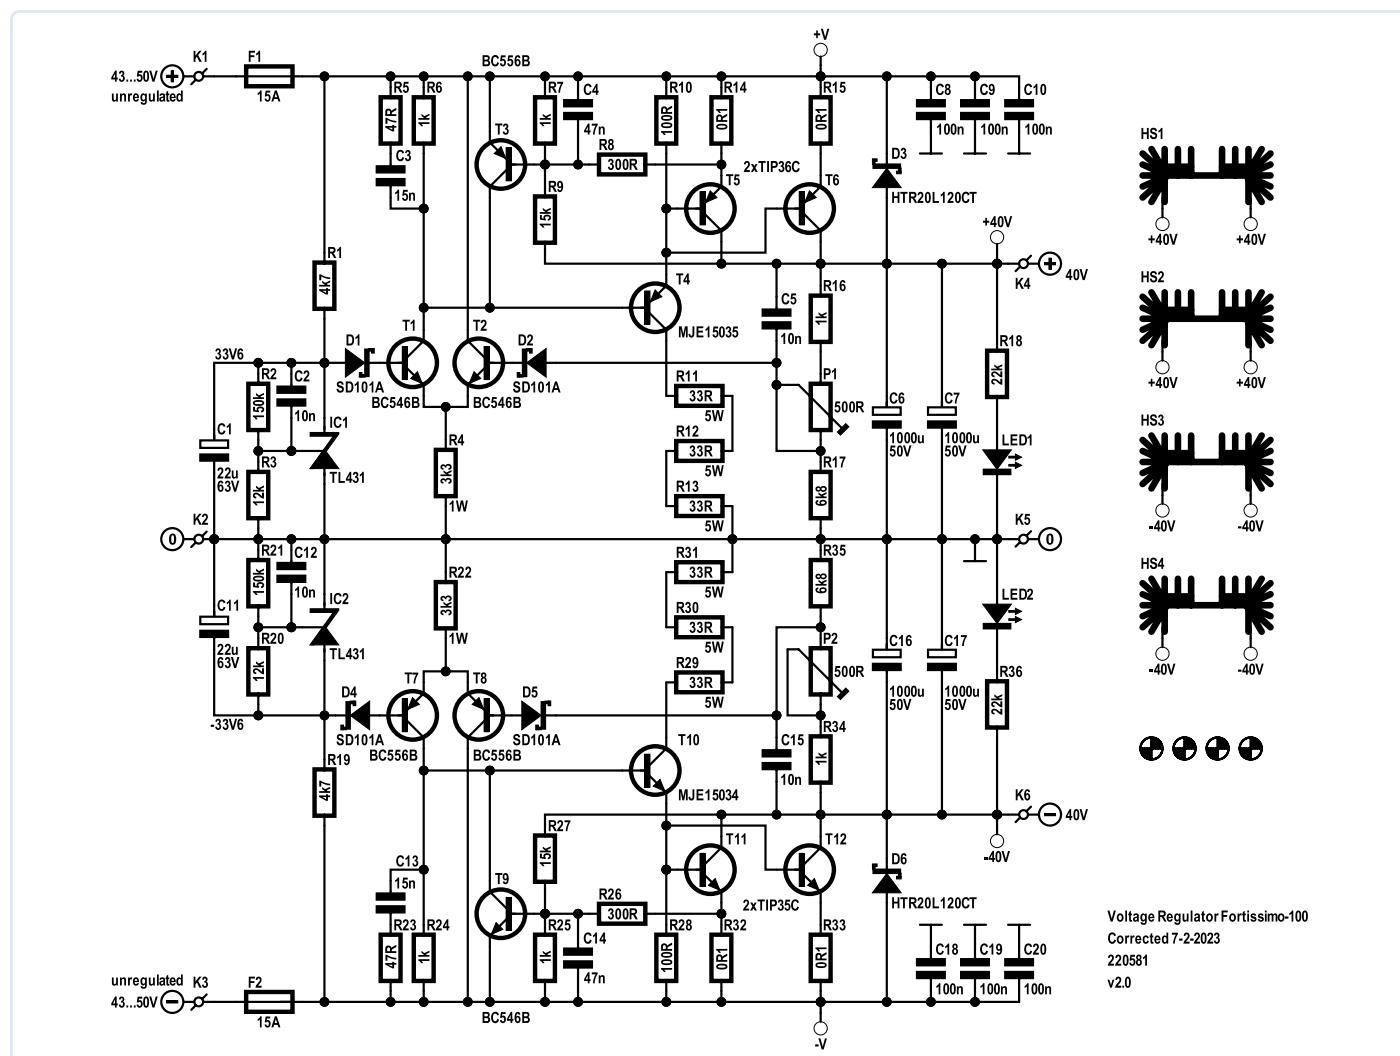 +V
K1
F1
BC556B
43...50V
unregulated
15A
R5
R6
R7
C4
R10
R14
R15
C8
C9
C10
47R
1k
1k
47n
100R
0R1
0R1
100n
100n
100n
T3
C3
15n
R8
300R
2xTIP36C
D3
HTR20L120CT
HS1
+40V
+40V
R9
15k
T5
T6
+40V
R1
4k7
T4
MJE15035
C5
10n
R16
1k
K4
40V
HS2
+40V
+40V
33V6
D1
SD101A
T1
T2
D2
SD101A
BC546B
BC546B
R2
150k
C2
10n
IC1
TL431
C1
22u
63V
R3
12k
R4
3k3
1W
R11
33R
5W
R12
33R
5W
R13
33R
5W
P1
500R
R17
6k8
C6
1000u
50V
C7
1000u
50V
R18
22k
LED1
HS3
-40V
-40V
0
K2
K5
0
R21
150k
C12
10n
IC2
TL431
C11
22u
63V
R20
12k
R22
3k3
1W
R31
33R
5W
R30
33R
5W
R29
33R
5W
R35
6k8
P2
500R
C16
1000u
50V
C17
1000u
50V
LED2
R36
22k
HS4
-40V
-40V
-33V6
D4
SD101A
T7
T8
D5
SD101A
BC556B
BC556B
R19
4k7
T10
MJE15034
C15
10n
R34
1k
K6
40V
-40V
R27
15k
T11
T12
D6
HTR20L120CT
C13
15n
T9
R26
300R
2xTIP35C
R23
47R
R24
1k
R25
1k
C14
47n
R28
100R
R32
0R1
R33
0R1
C18
100n
C19
100n
C20
100n
unregulated
43...50V
K3
F2
15A
BC546B
-V
Voltage Regulator Fortissimo-100
Corrected 7-2-2023
220581
v2.0